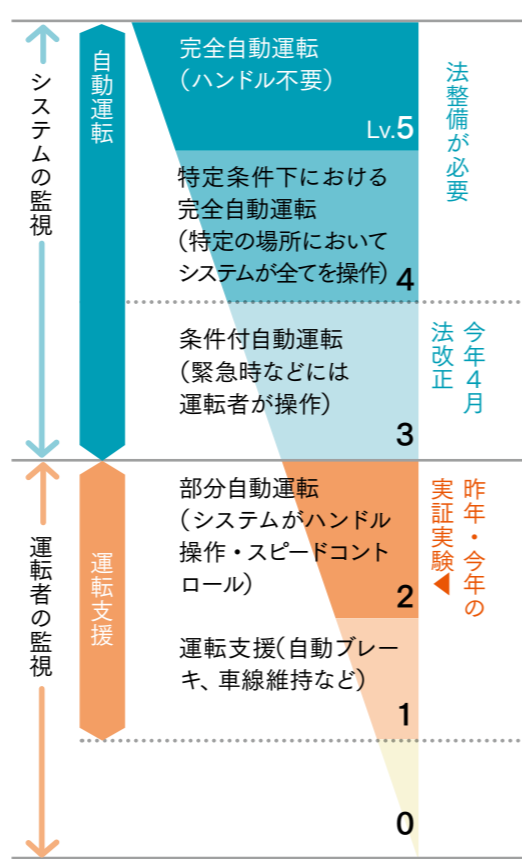 システムの監視
自動運転
完全自動運転
（ハンドル不要）
Lv.5
法整備が必要
特定条件下における
完全自動運転
（特定の場所において
システムが全てを操作）
4
条件付自動運転
（緊急時などには
運転者が操作）
3
今年４月
法改正
運転者の監視
運転支援
部分自動運転
（システムがハンドル
操作・スピードコント
ロール）
2
昨年・今年の
実証実験◀
運転支援（自動ブレー
キ、車線維持など）
1
0